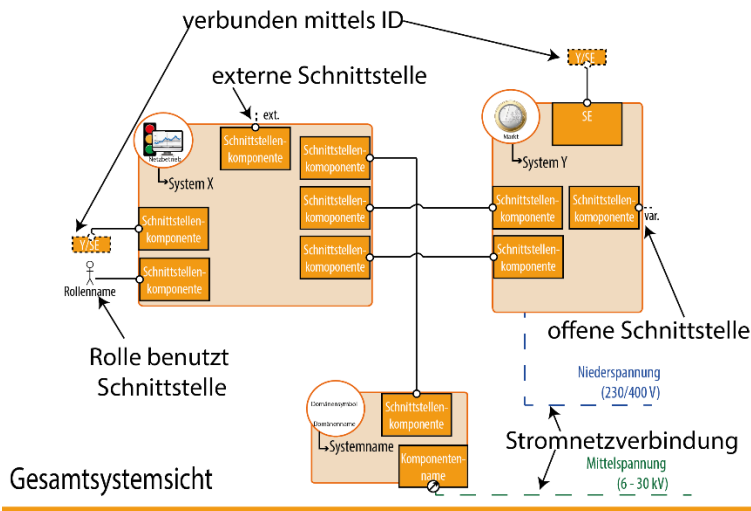 verbunden mittels ID
Y/SE
externe Schnittstelle
ext.
Schnittstellen-
komponente
Netzbetrieb
System X
Schnittstellen-
komoponente
Markt
SE
System Y
Schnittstellen-
komponente
Schnittstellen-
komponente
Schnittstellen-
komoponente
var.
Schnittstellen-
komponente
Y/SE
Schnittstellen-
komponente
Schnittstellen-
komponente
Schnittstellen-
komponente
Rollenname
Rolle benutzt
Schnittstelle
offene Schnittstelle
Niederspannung
(230/400 V)
Domänensymbol
Domänenname
Systemname
Schnittstellen-
komponente
Komponenten-
name
Stromnetzverbindung
Mittelspannung
(6 - 30 kV)
Gesamtsystemsicht